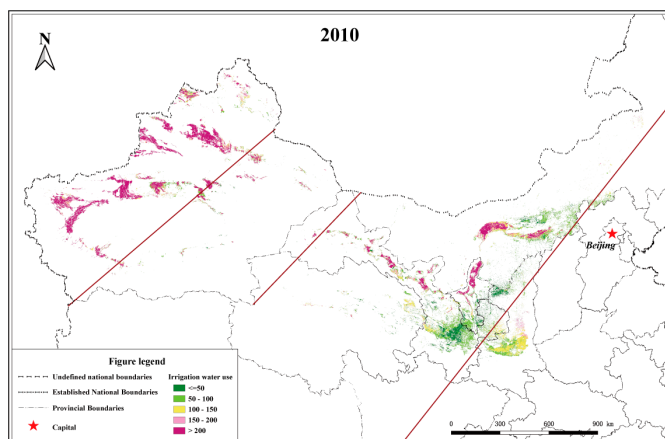 2010
N
Beijing
Figure legend
Undefined national boundaries
Established National Boundaries
Provincial Boundaries
Capital
Irrigation water use
<=50
50 - 100
100 - 150
150 - 200
> 200
0 300 600 900 km